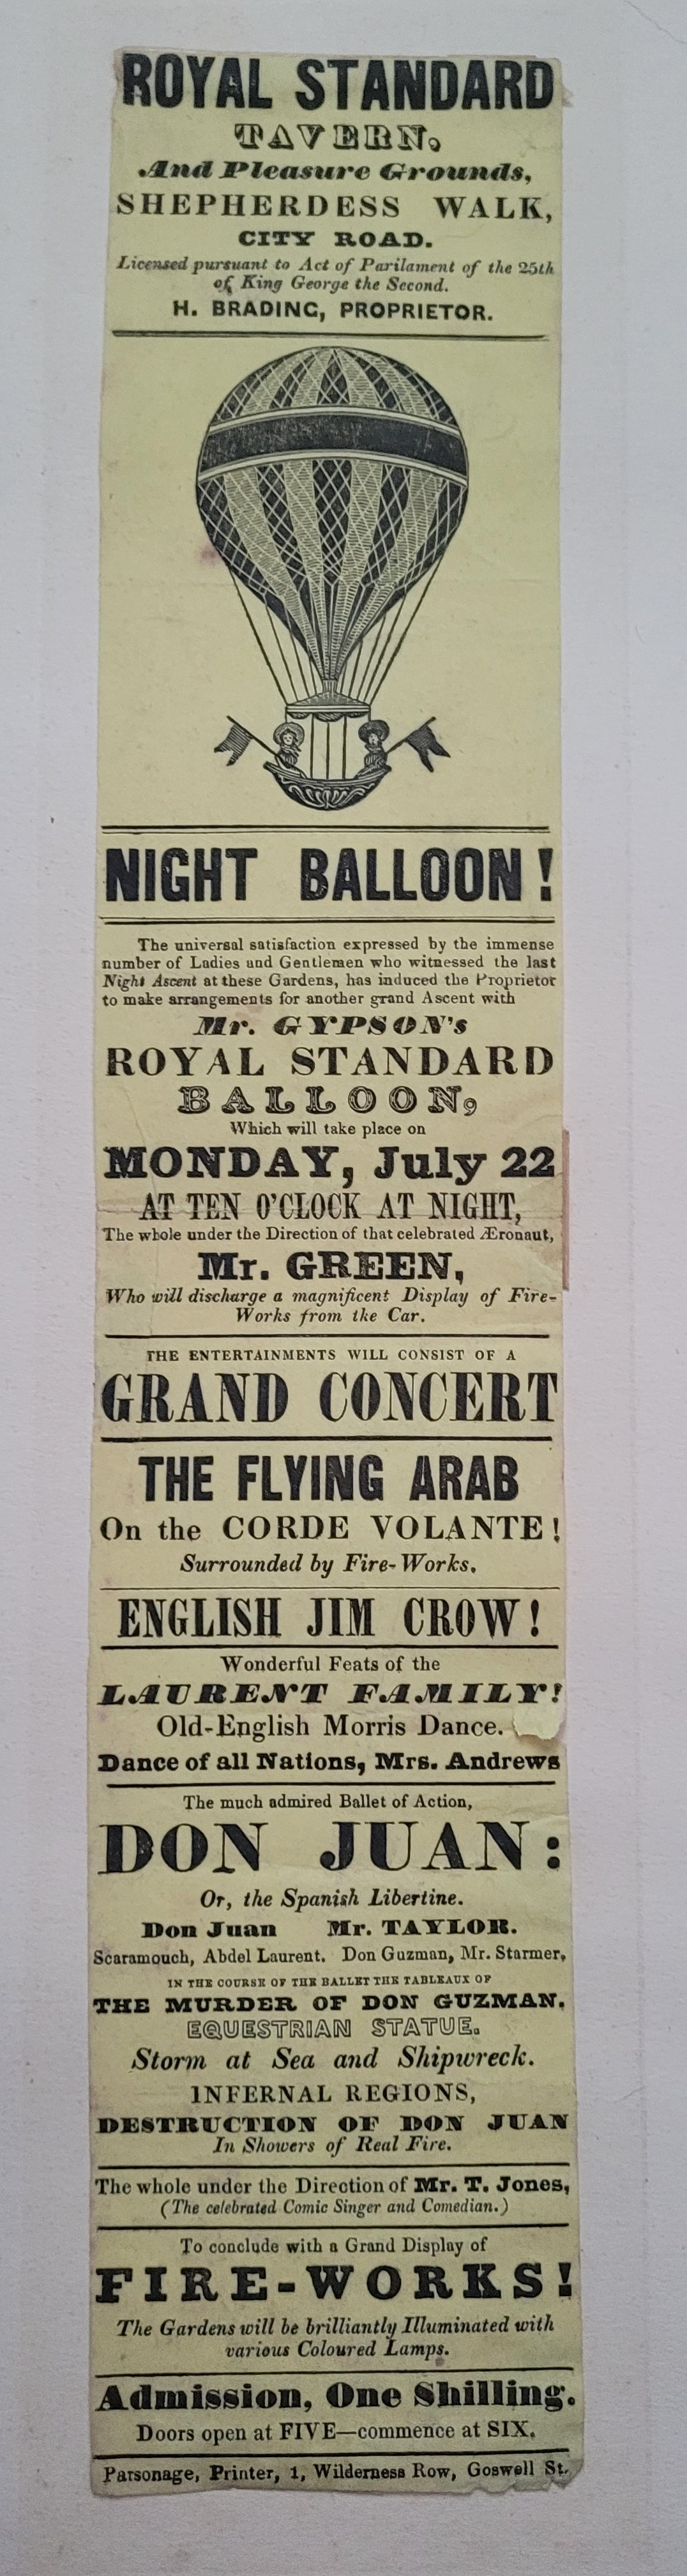 ROYAL STANDARD
TAVERN,
And Pleasure Grounds,
SHEPHERDESS WALK,
CITY ROAD.
Licensed pursuant to Act of Parilament of the 25th
of King George the Second.
H. BRADING, PROPRIETOR.
NIGHT BALLOON!
The universal satisfaction expressed by the immense
number of Ladies and Gentlemen who witnessed the last
Night Ascent at these Gardens, has induced the Proprietor
to make arrangements for another grand Ascent with
Mr. GYPSON's
ROYAL STANDARD
BALLOON,
Which will take place on
MONDAY, July 22
AT TEN O'CLOCK AT NIGHT,
The whole under the Direction of that celebrated Æronaut,
Mr. GREEN,
Who will discharge a magnificent Display of Fire-
Works from the Car.
THE ENTERTAINMENTS WILL CONSIST OF A
GRAND CONCERT
THE FLYING ARAB
On the CORDE VOLANTE!
Surrounded by Fire-Works.
ENGLISH JIM CROW!
Wonderful Feats of the
LAURENT FAMILY!
Old-English Morris Dance.
Dance of all Nations, Mrs. Andrews
The much admired Ballet of Action,
DON JUAN:
Or, the Spanish Libertine.
Don Juan Mr. TAYLOR.
Scaramouch, Abdel Laurent. Don Guzman, Mr. Starmer,
IN THE COURSE OF THE BALLET THE TABLEAUX OF
THE MURDER OF DON GUZMAN.
EQUESTRIAN STATUE.
Storm at Sea and Shipwreck.
INFERNAL REGIONS,
DESTRUCTION OF DON JUAN
In Showers of Real Fire.
The whole under the Direction of Mr. T. Jones,
(The celebrated Comic Singer and Comedian.)
To conclude with a Grand Display of
FIRE-WORKS!
The Gardens will be brilliantly Illuminated with
various Coloured Lamps.
Admission, One Shilling.
Doors open at FIVE—commence at SIX.
Parsonage, Printer, 1, Wilderness Row, Goswell St.